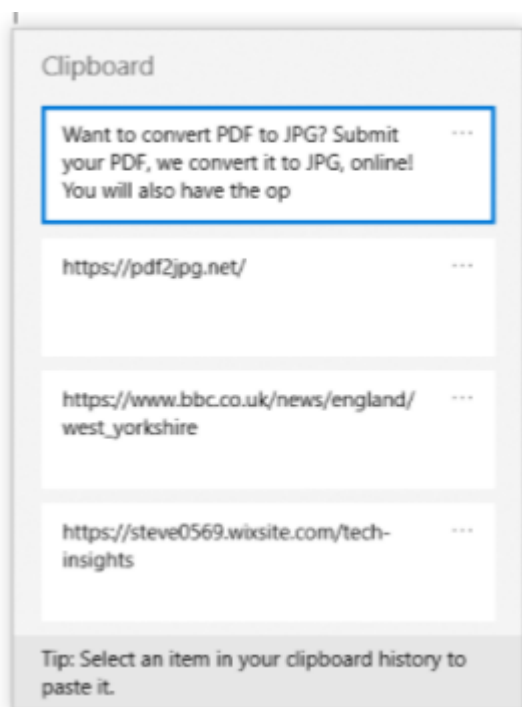 Clipboard
Want to convert PDF to JPG? Submit
your PDF, we convert it to JPG, online!
You will also have the op
https://pdf2jpg.net/
https://www.bbc.co.uk/news/england/
west_yorkshire
https://steve0569.wixsite.com/tech-
insights
Tip: Select an item in your clipboard history to
paste it.